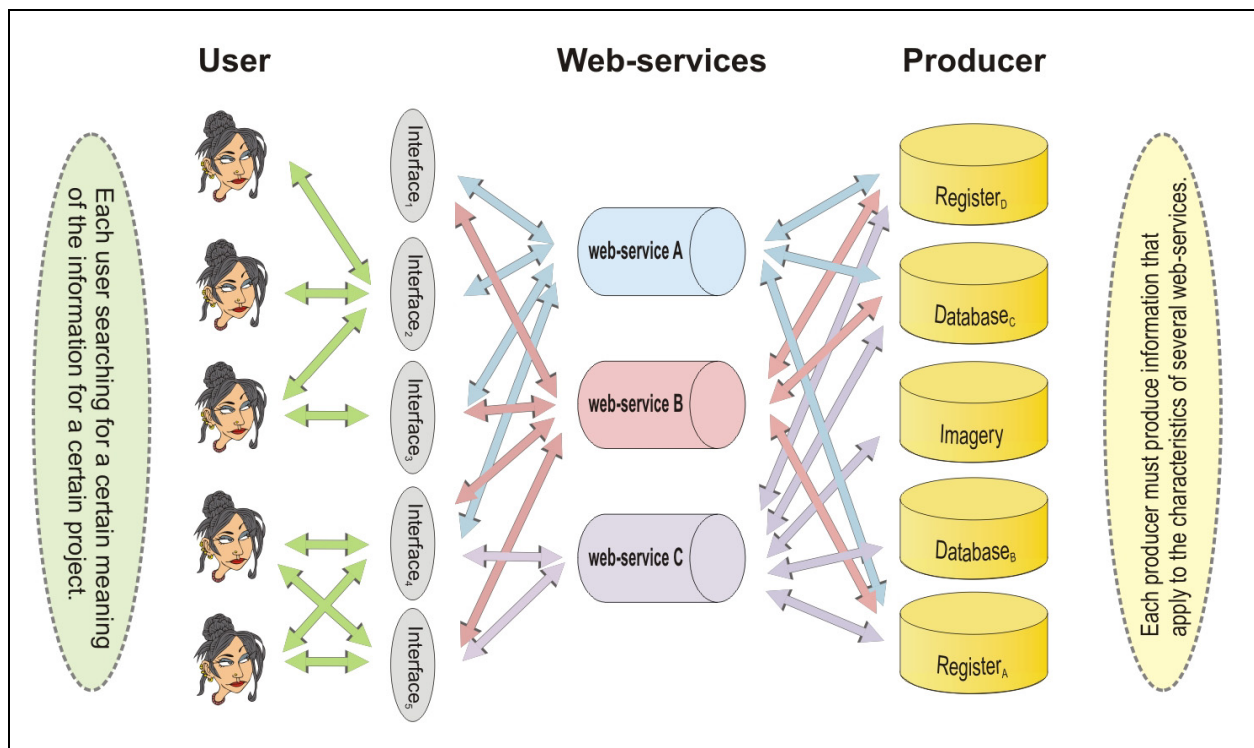 User
Web-services
Producer
Each user searching for a certain meaning
of the information for a certain project.
Interface1
Interface2
Interface3
Interface4
Interface5
web-service A
web-service B
web-service C
RegisterD
DatabaseC
Imagery
DatabaseB
RegisterA
Each producer must produce information that
apply to the characteristics of several web-services.